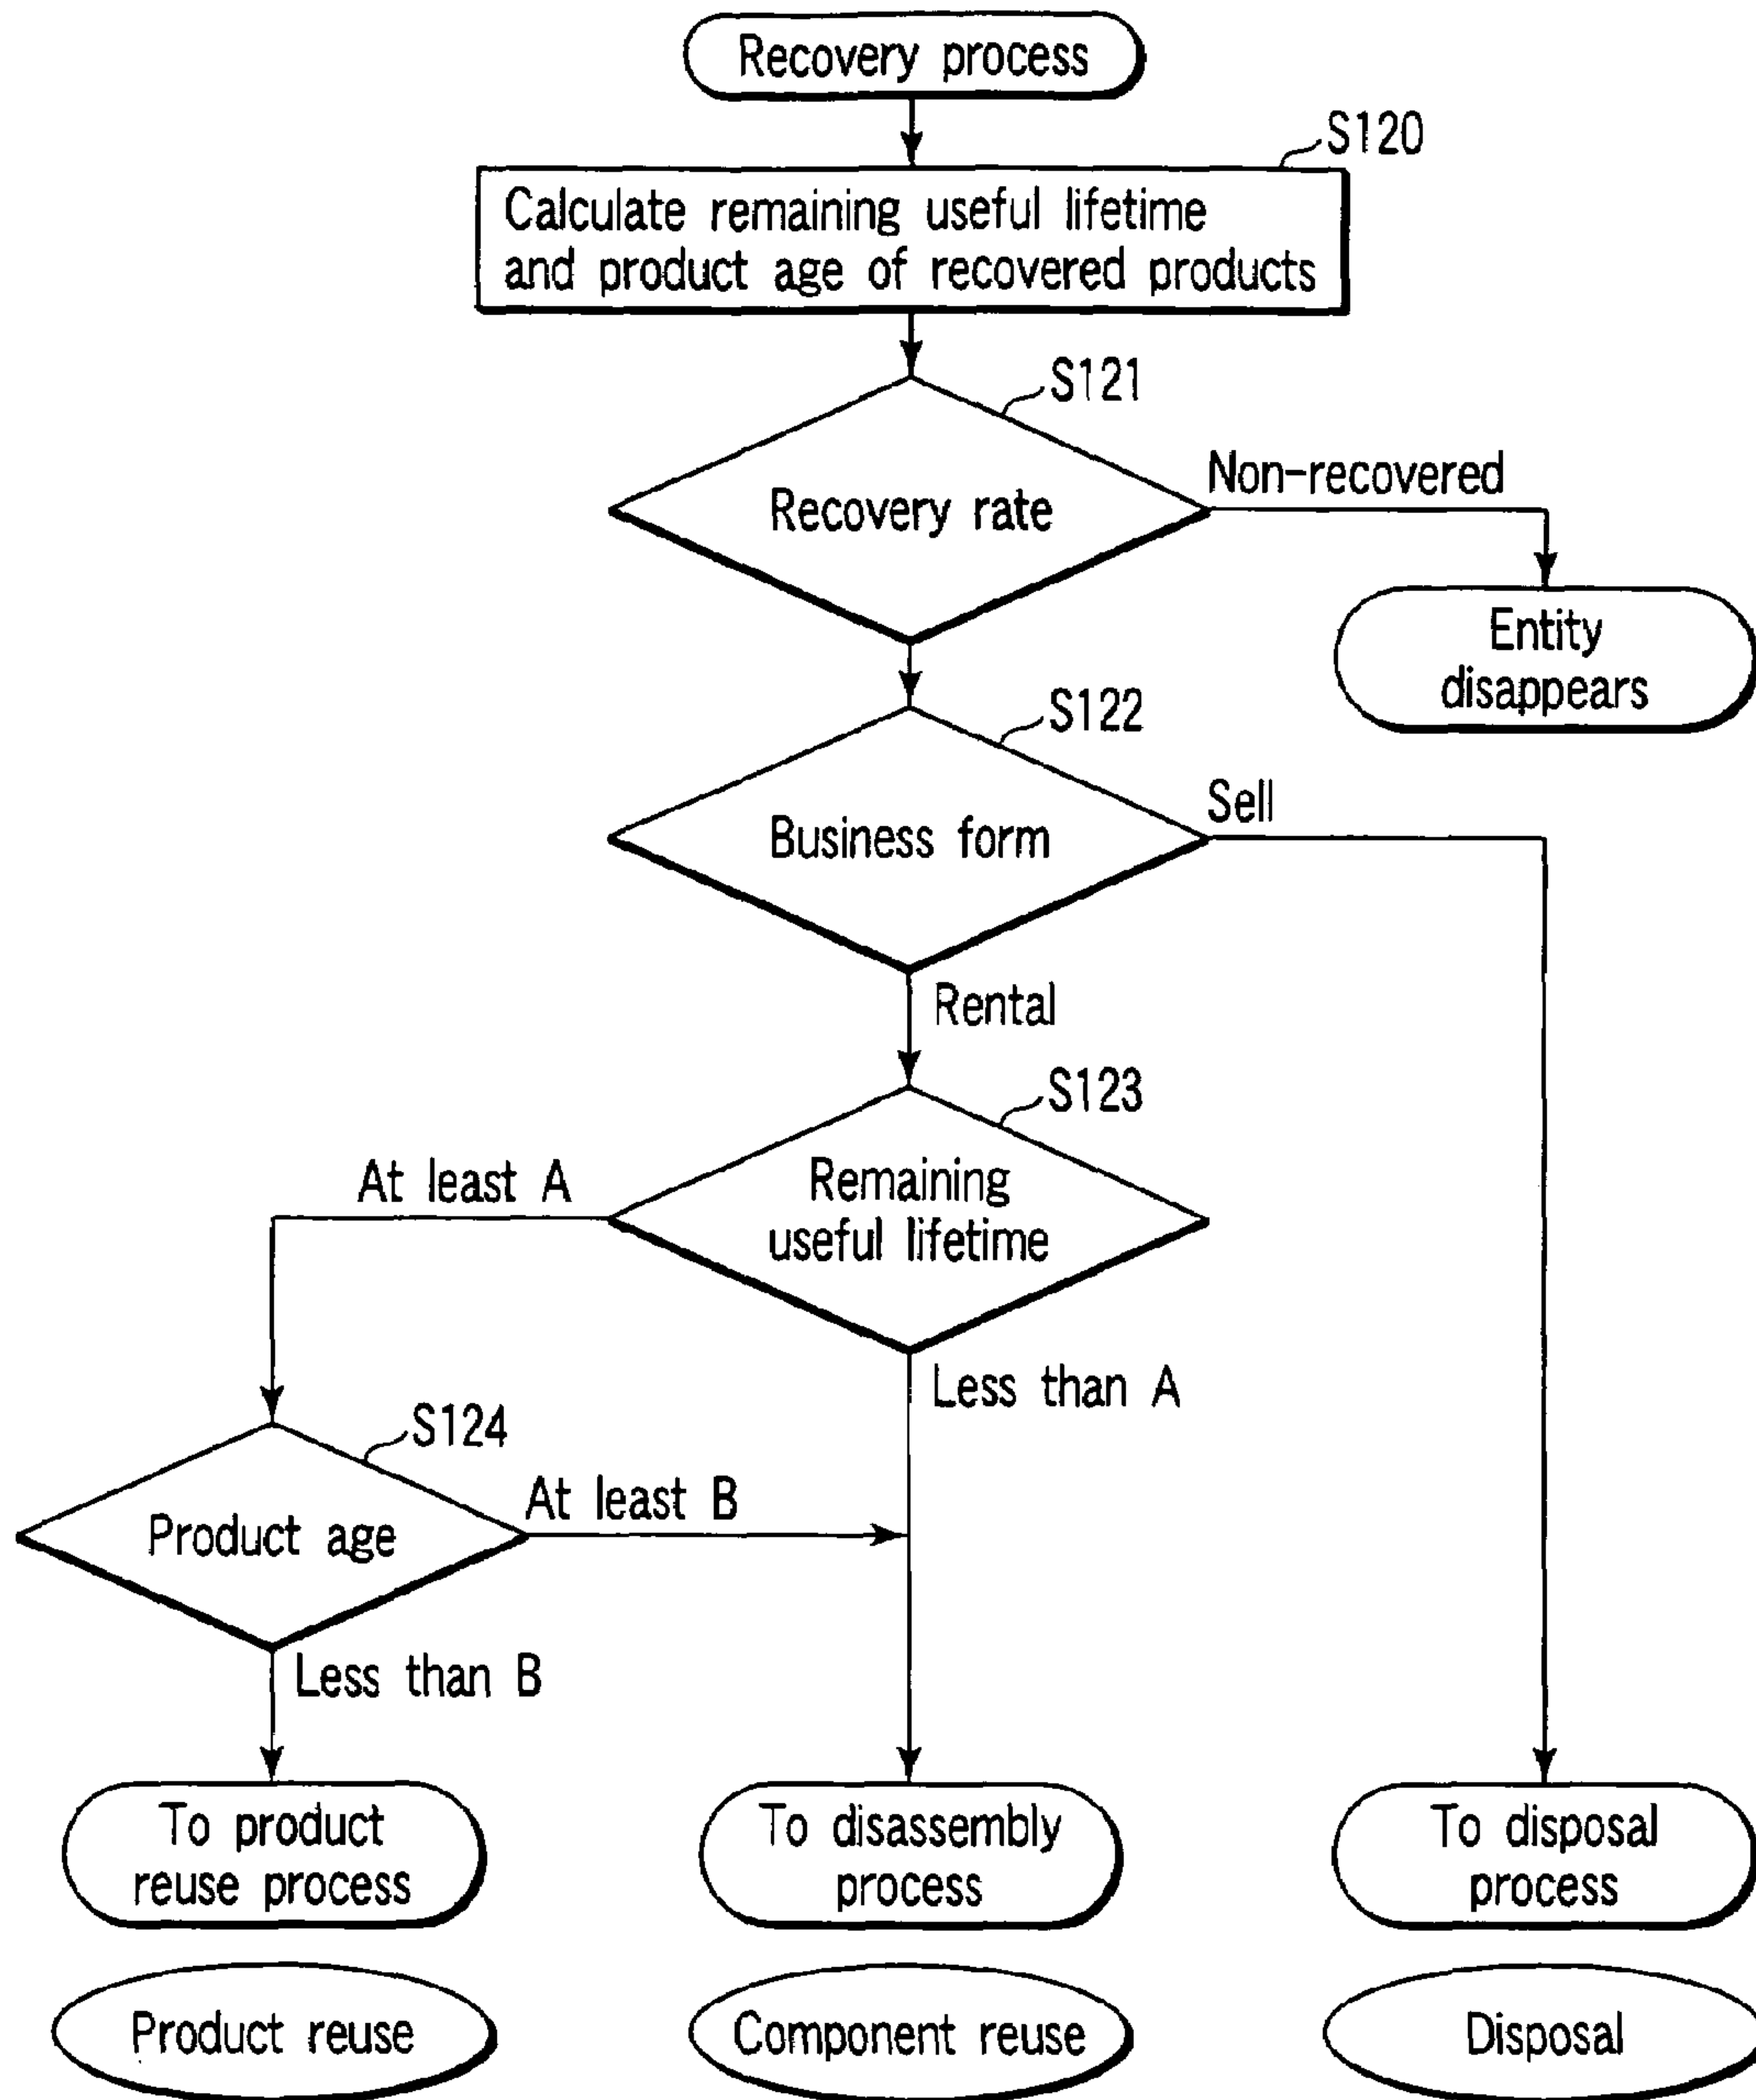 Recovery process
S120
Calculate remaining useful lifetime
and product age of recovered products
S121
Recovery rate
Non-recovered
Entity
disappears
S122
Business form
Sell
Rental
S123
Remaining
useful lifetime
At least A
Less than A
S124
Product age
At least B
Less than B
To product
reuse process
To disassembly
process
To disposal
process
Product reuse
Component reuse
Disposal